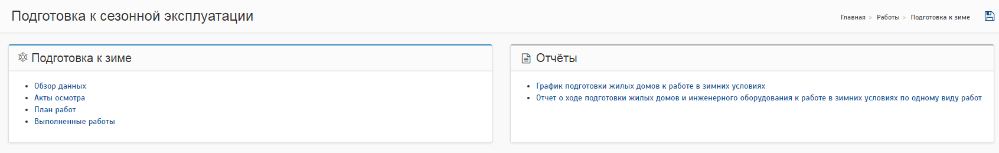 Подготовка к сезонной эксплуатации
Главная > Работы > Подготовка к зиме
Подготовка к зиме
Обзор данных
Акты осмотра
План работ
Выполненные работы
Отчёты
График подготовки жилых домов к работе в зимних условиях
Отчет о ходе подготовки жилых домов и инженерного оборудования к работе в зимних условиях по одному виду работ